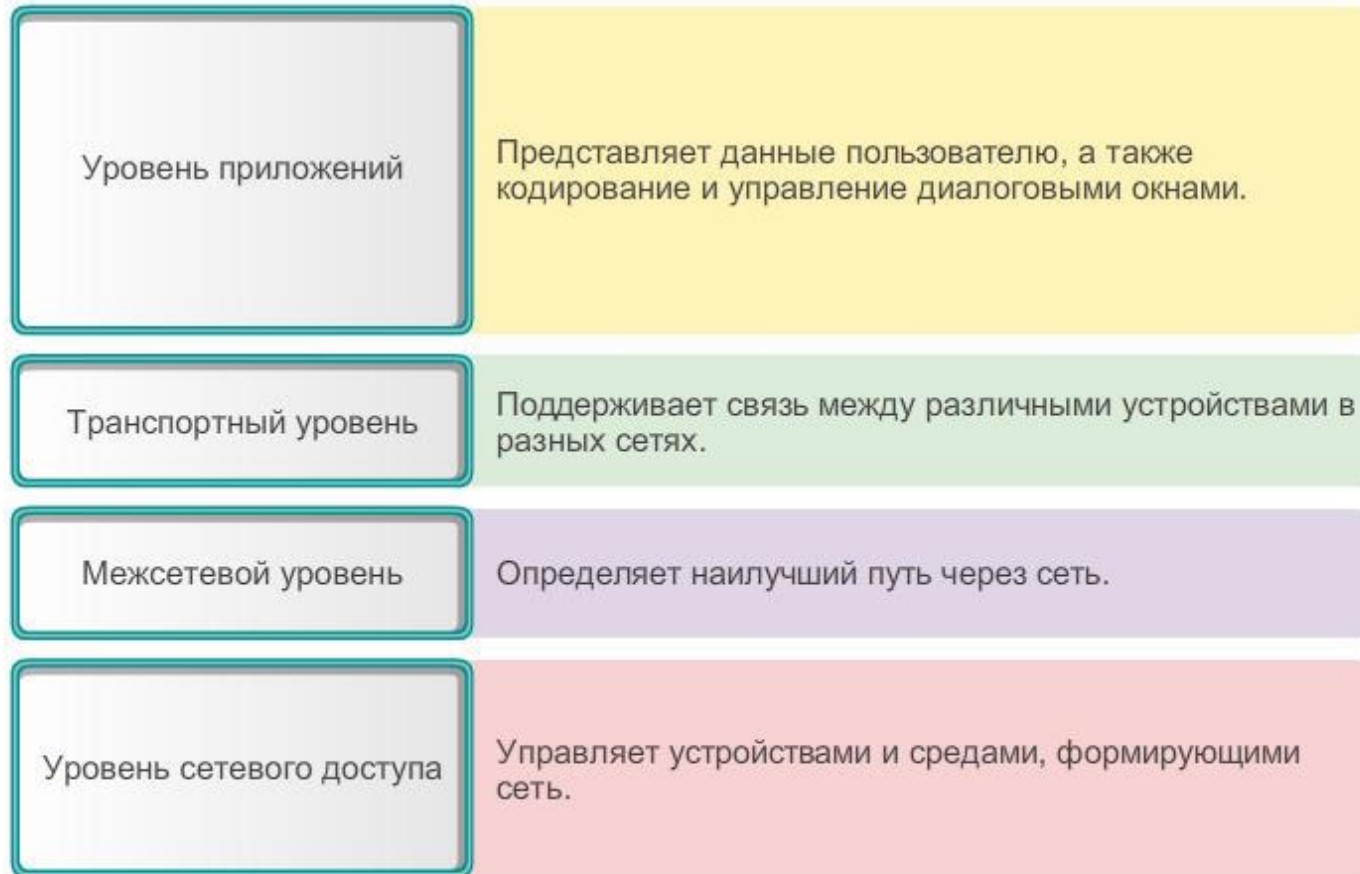 Уровень приложений
Представляет данные пользователю, а также
кодирование и управление диалоговыми окнами.
Транспортный уровень
Поддерживает связь между различными устройствами в
разных сетях.
Межсетевой уровень
Определяет наилучший путь через сеть.
Уровень сетевого доступа
Управляет устройствами и средами, формирующими
сеть.